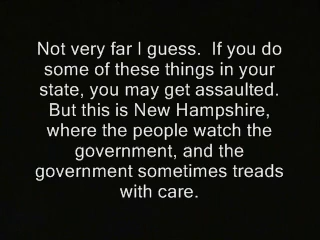 Not very far I guess.  If you do
some of these things in your
state, you may get assaulted.
But this is New Hampshire,
where the people watch the
government, and the
government sometimes treads
with care.